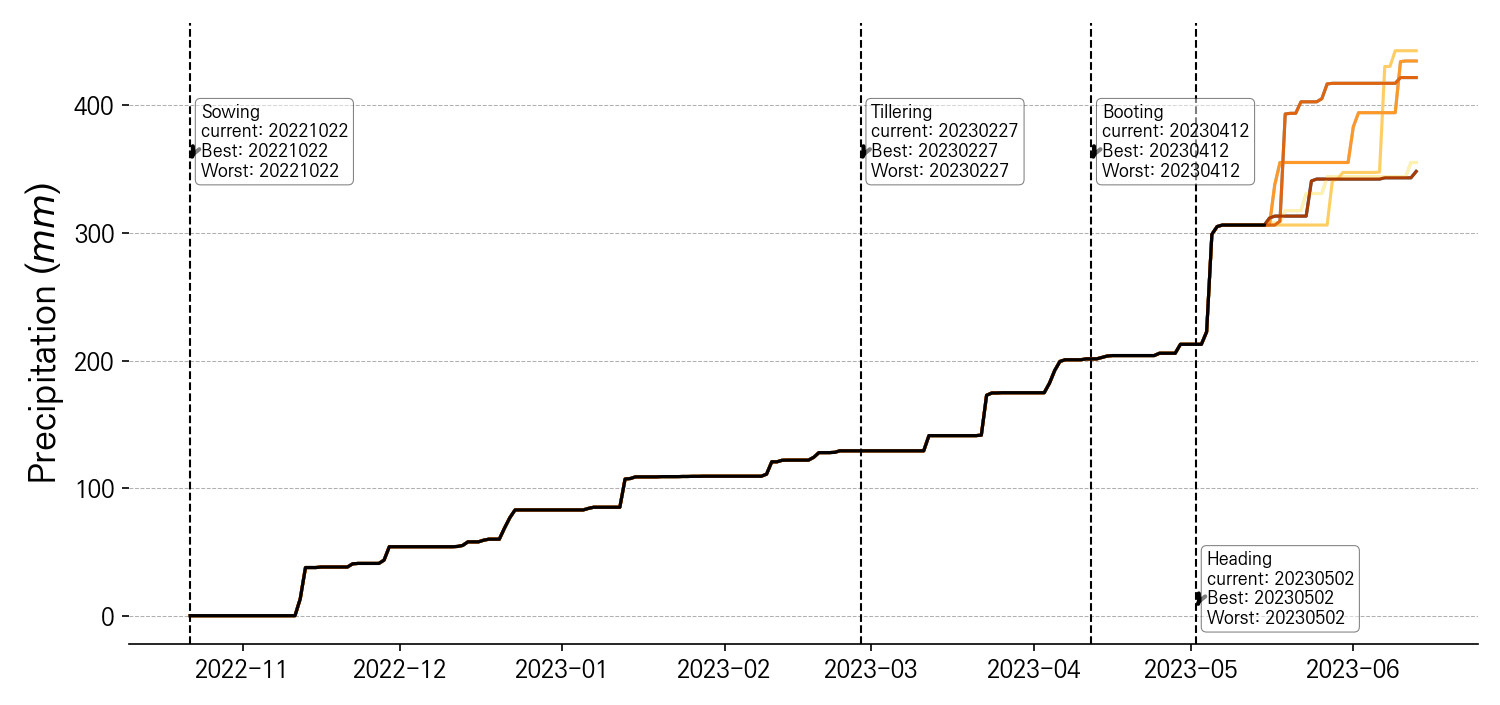 Precipitation (mm)
400
300
200
100
0
Sowing
current: 20221022
Best: 20221022
Worst: 20221022
Tillering
current: 20230227
Best: 20230227
Worst: 20230227
Booting
current: 20230412
Best: 20230412
Worst: 20230412
Heading
current: 20230502
Best: 20230502
Worst: 20230502
2022−11
2022−12
2023−01
2023−02
2023−03
2023−04
2023−05
2023−06